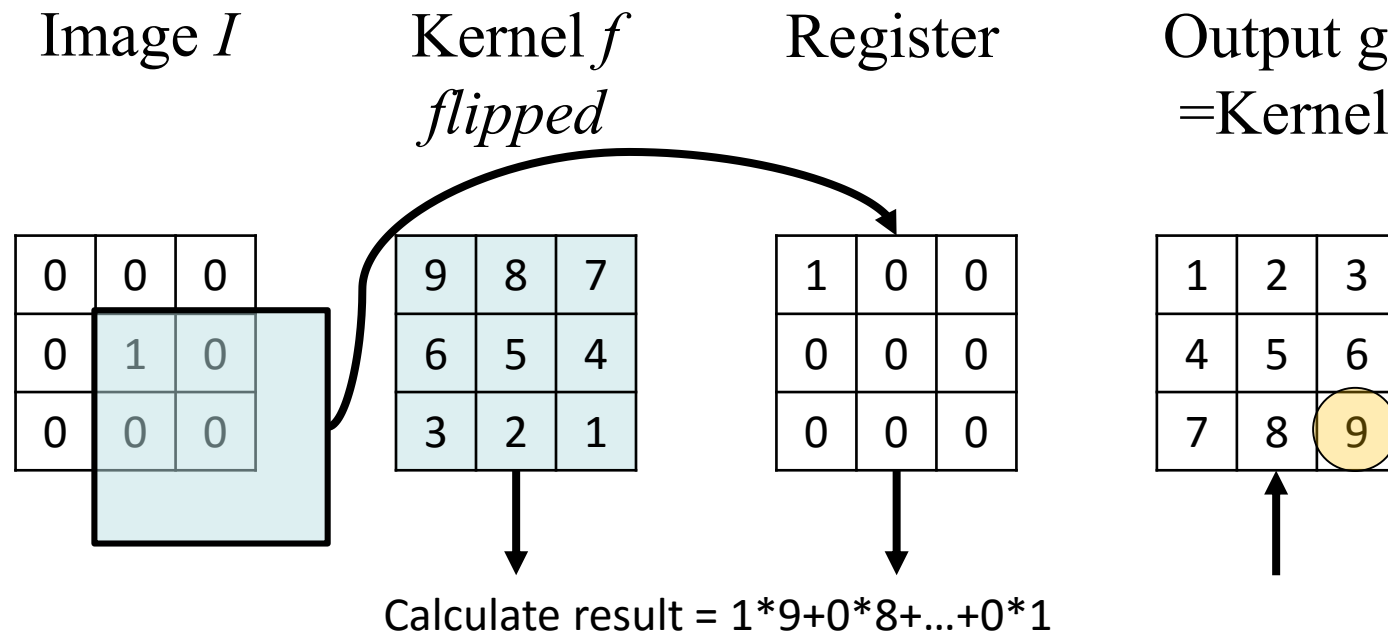 Image I
Kernel f
flipped
Register
Output g
=Kernel
0 0 0
0 1 0
0 0 0
9 8 7
6 5 4
3 2 1
1 0 0
0 0 0
0 0 0
1 2 3
4 5 6
7 8 9
Calculate result = 1*9+0*8+…+0*1